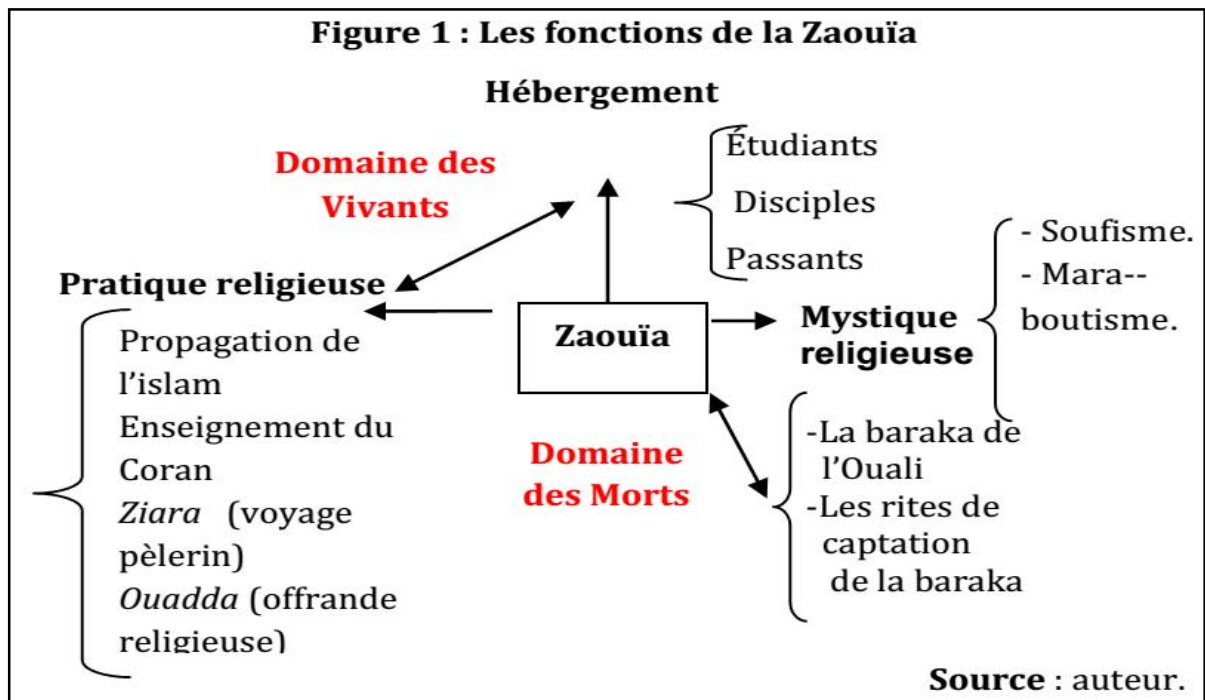 Figure 1 : Les fonctions de la Zaouïa
Hébergement
Étudiants
Disciples
Passants
Domaine des
Vivants
Pratique religieuse
Propagation de
l’islam
Enseignement du
Coran
Ziara (voyage
pèlerin)
Ouadda (offrande
religieuse)
Zaouïa
Mystique
religieuse
- Soufisme.
- Mara--
boutisme.
Domaine
des Morts
-La baraka de
l’Ouali
-Les rites de
captation
de la baraka
Source : auteur.